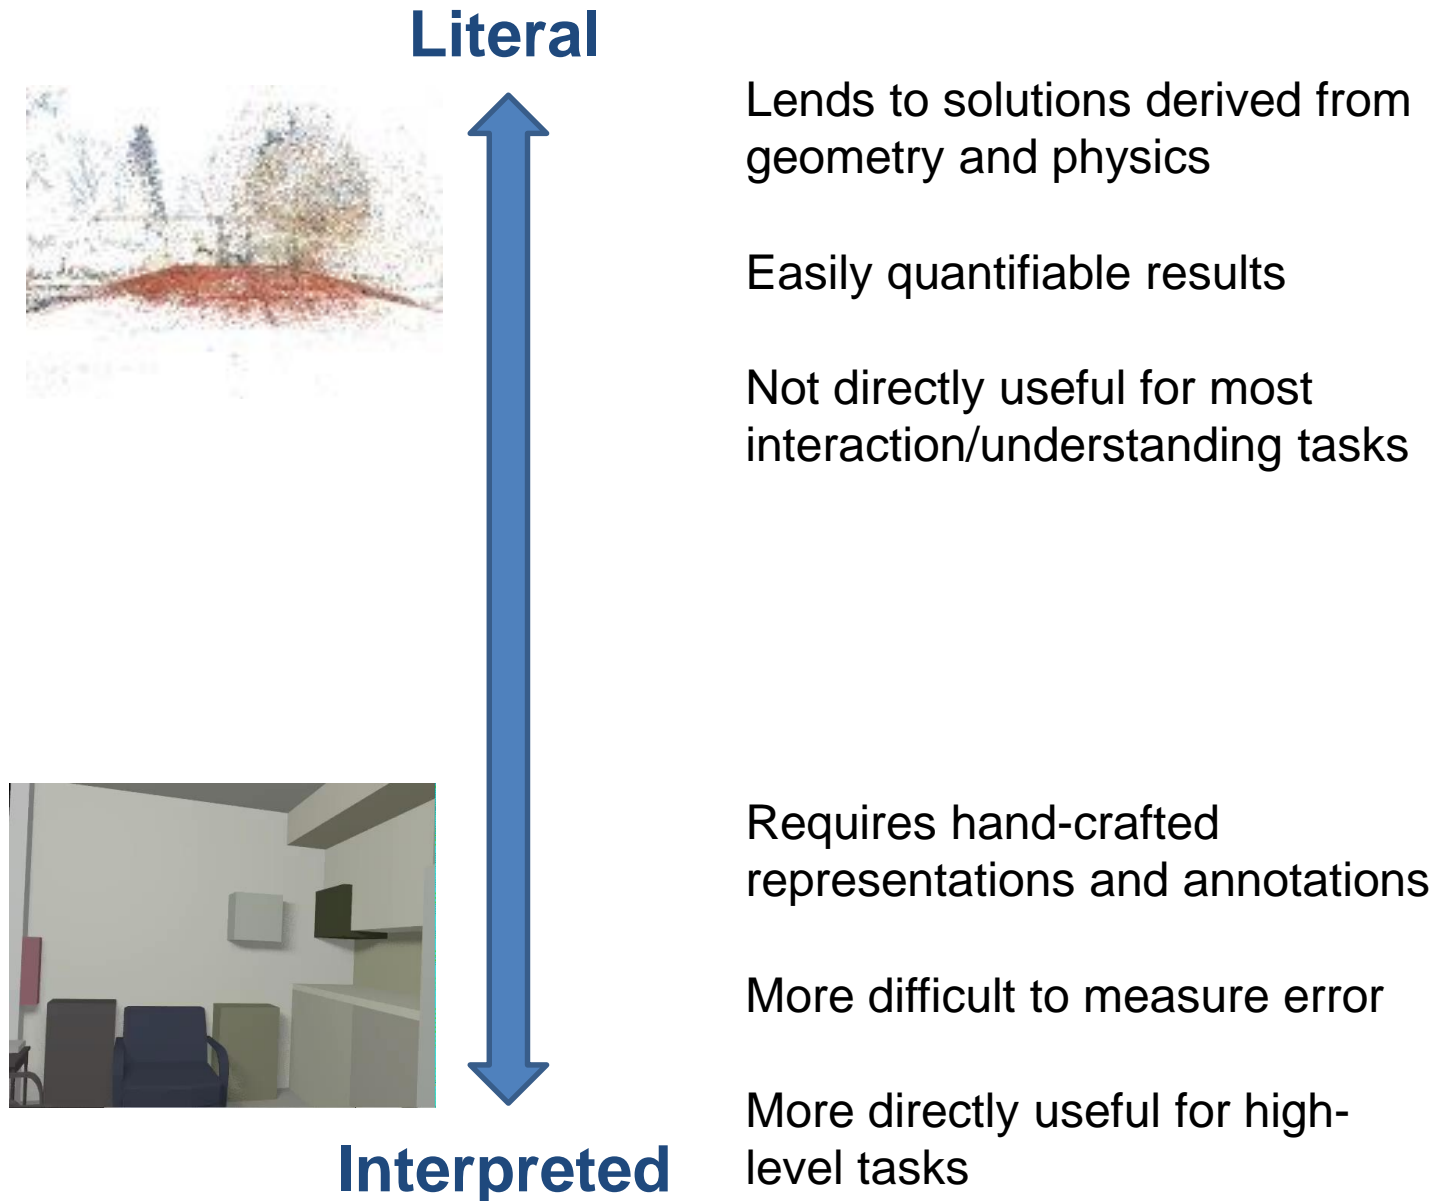 Literal
Lends to solutions derived from
geometry and physics
Easily quantifiable results
Not directly useful for most
interaction/understanding tasks
Requires hand-crafted
representations and annotations
More difficult to measure error
More directly useful for high-
level tasks
Interpreted